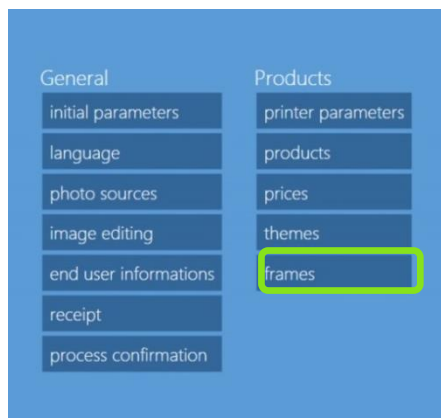 General
initial parameters
language
photo sources
image editing
end user informations
receipt
process confirmation
Products
printer parameters
products
prices
themes
frames